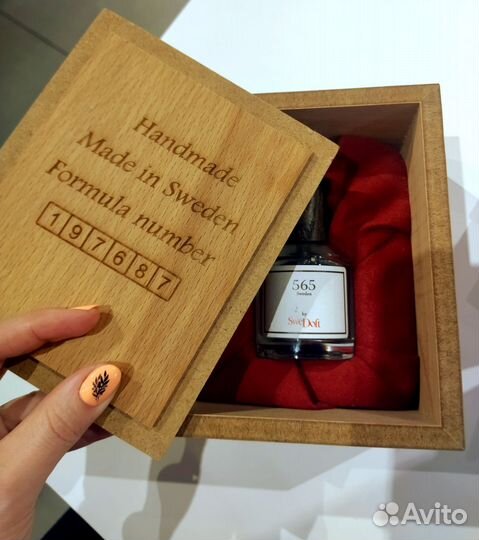 Handmade
Made in Sweden
Formula number
197687
565
Sweden
by
SweDoft
Avito